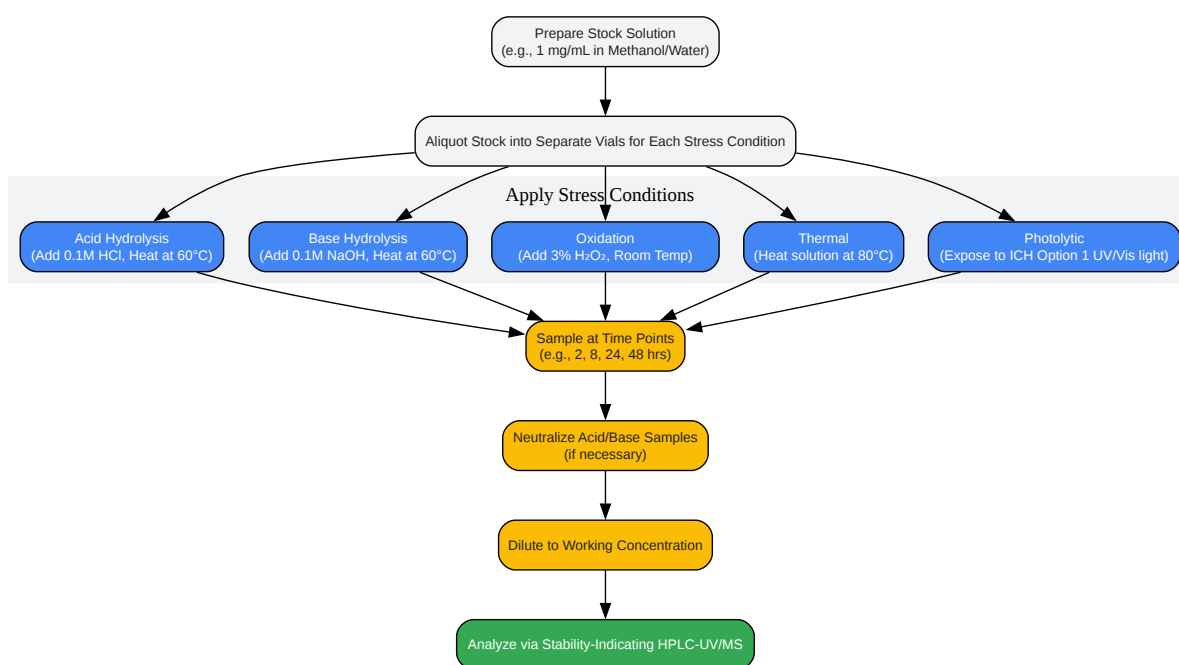 Prepare Stock Solution
(e.g., 1 mg/mL in Methanol/Water)
Aliquot Stock into Separate Vials for Each Stress Condition
Apply Stress Conditions
Acid Hydrolysis
(Add 0.1M HCl, Heat at 60°C)
Base Hydrolysis
(Add 0.1M NaOH, Heat at 60°C)
Oxidation
(Add 3% H₂O₂, Room Temp)
Thermal
(Heat solution at 80°C)
Photolytic
(Expose to ICH Option 1 UV/Vis light)
Sample at Time Points
(e.g., 2, 8, 24, 48 hrs)
Neutralize Acid/Base Samples
(if necessary)
Dilute to Working Concentration
Analyze via Stability-Indicating HPLC-UV/MS